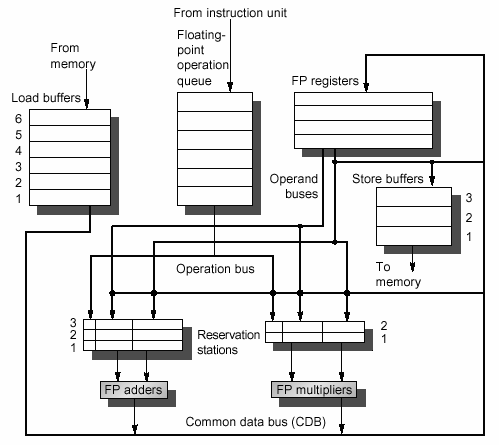 From instruction unit
Floating-
point
operation
queue
From
memory
FP registers
Load buffers
6
5
4
3
2
1
Operand
buses
Store buffers
3
2
1
To
memory
Operation bus
3
2
1
Reservation
stations
2
1
FP adders
FP multipliers
Common data bus (CDB)